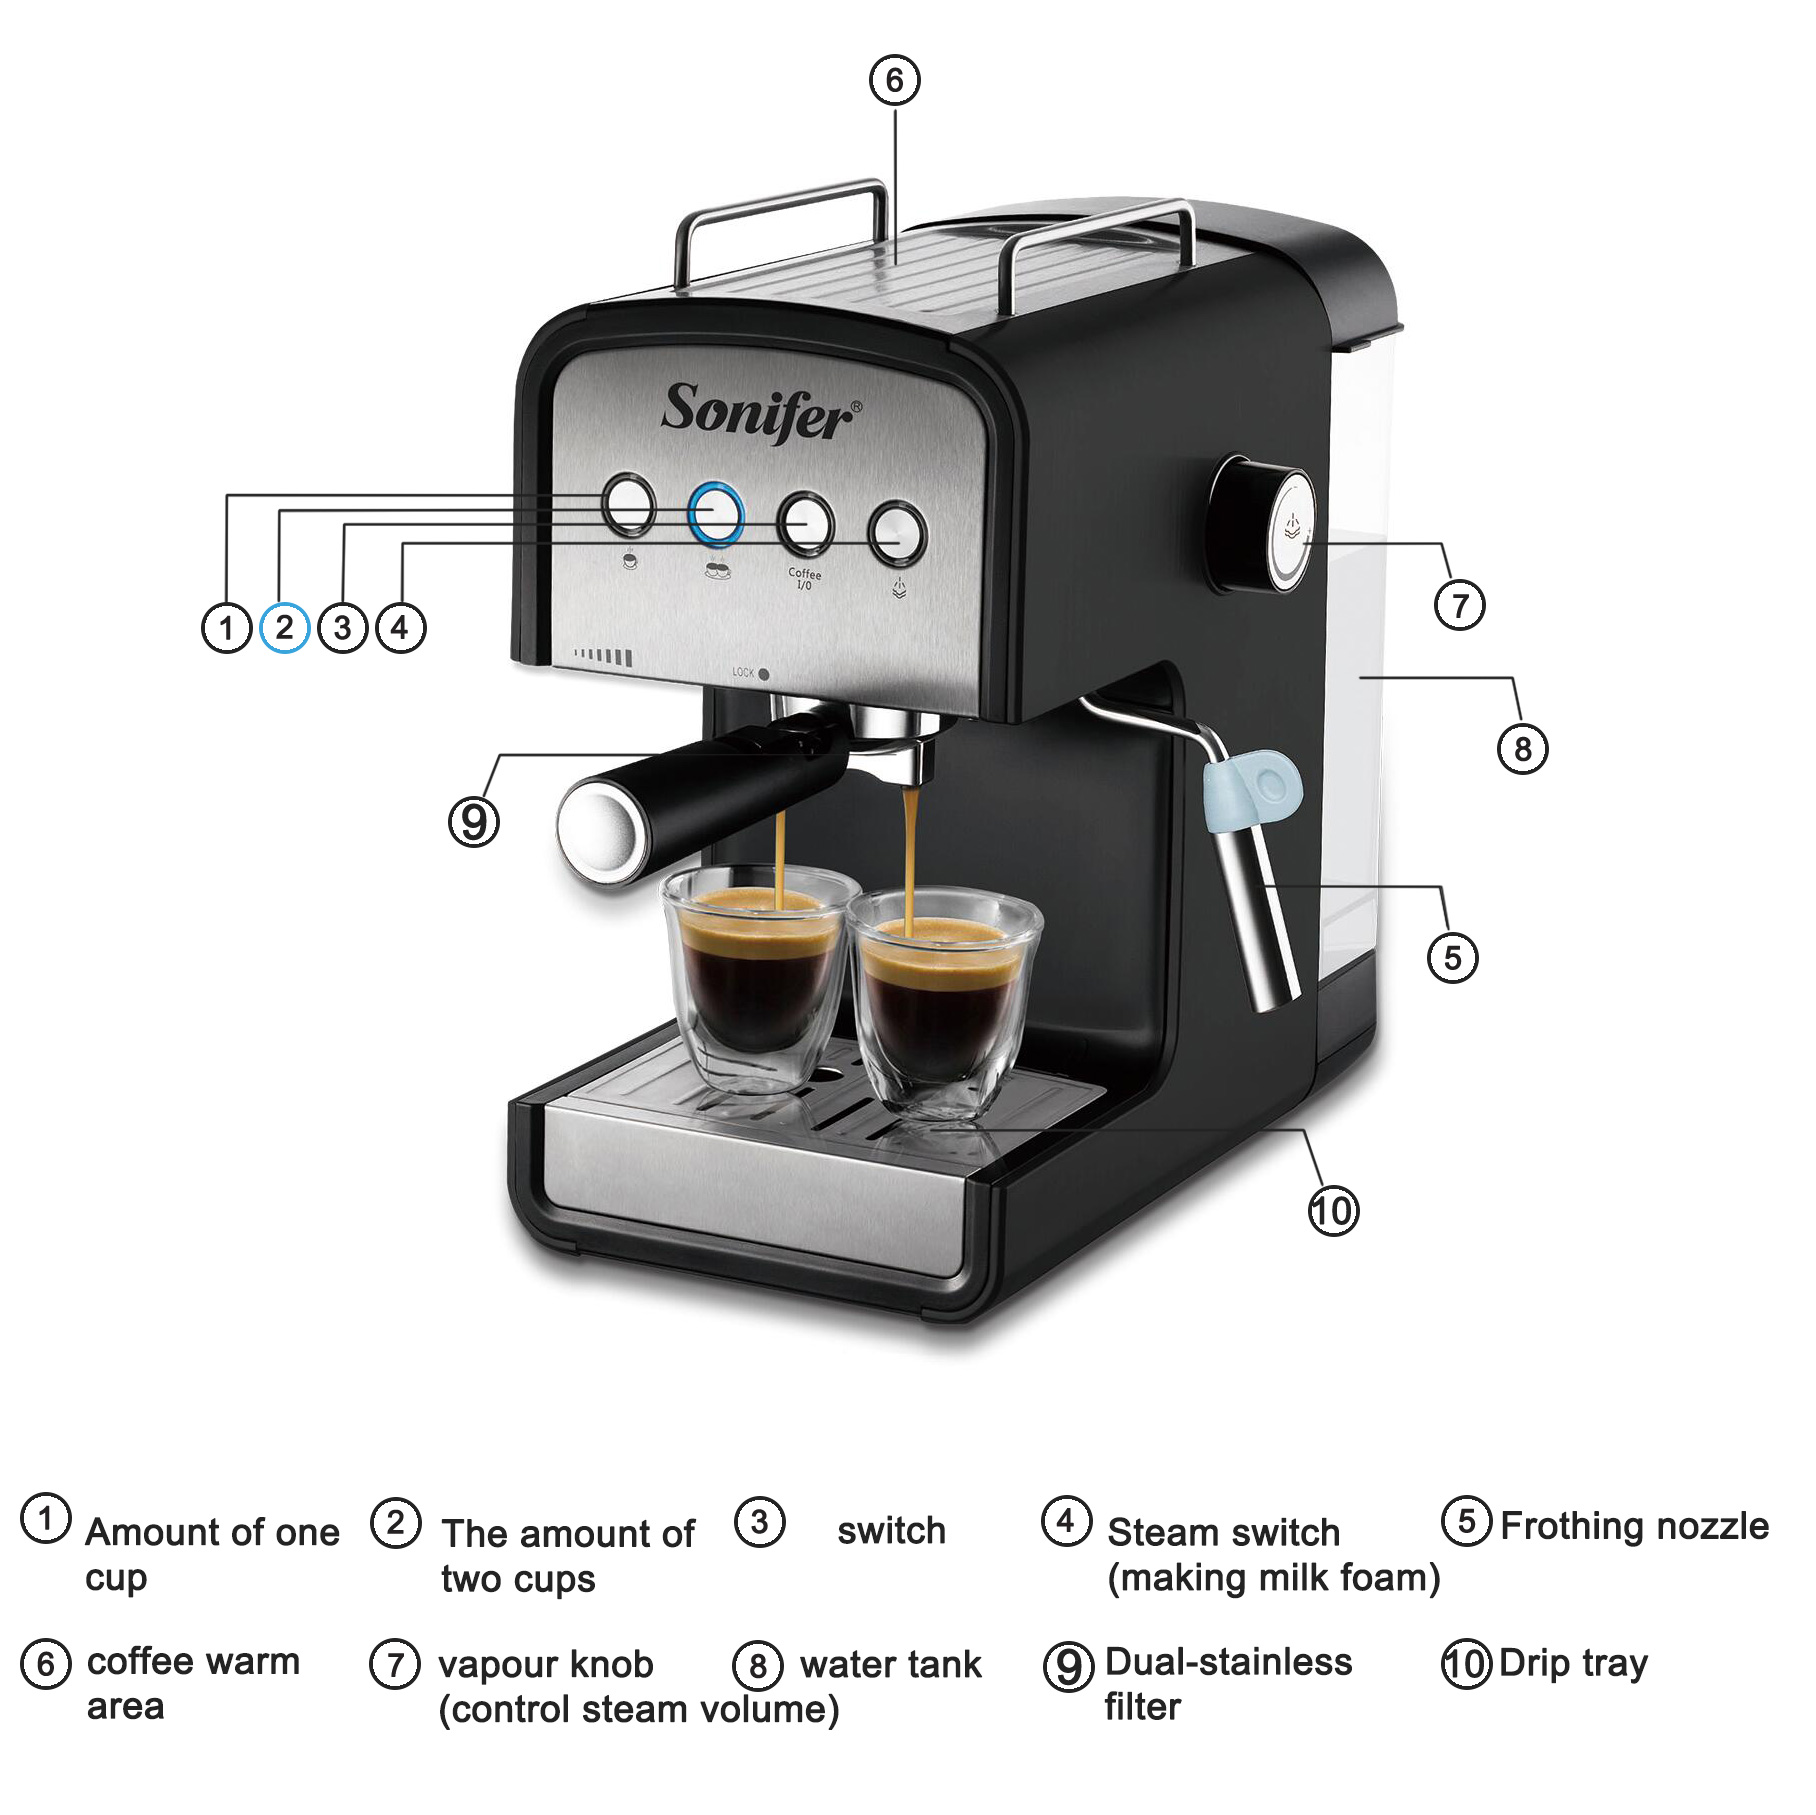 6
Sonifer®
Coffee
I/0
1 2 3 4
7
LOCK
8
9
5
10
1 Amount of one
cup
2 The amount of
two cups
3 switch
4 Steam switch
(making milk foam)
5 Frothing nozzle
6 coffee warm
area
7 vapour knob
(control steam volume)
8 water tank
9 Dual-stainless
filter
10 Drip tray